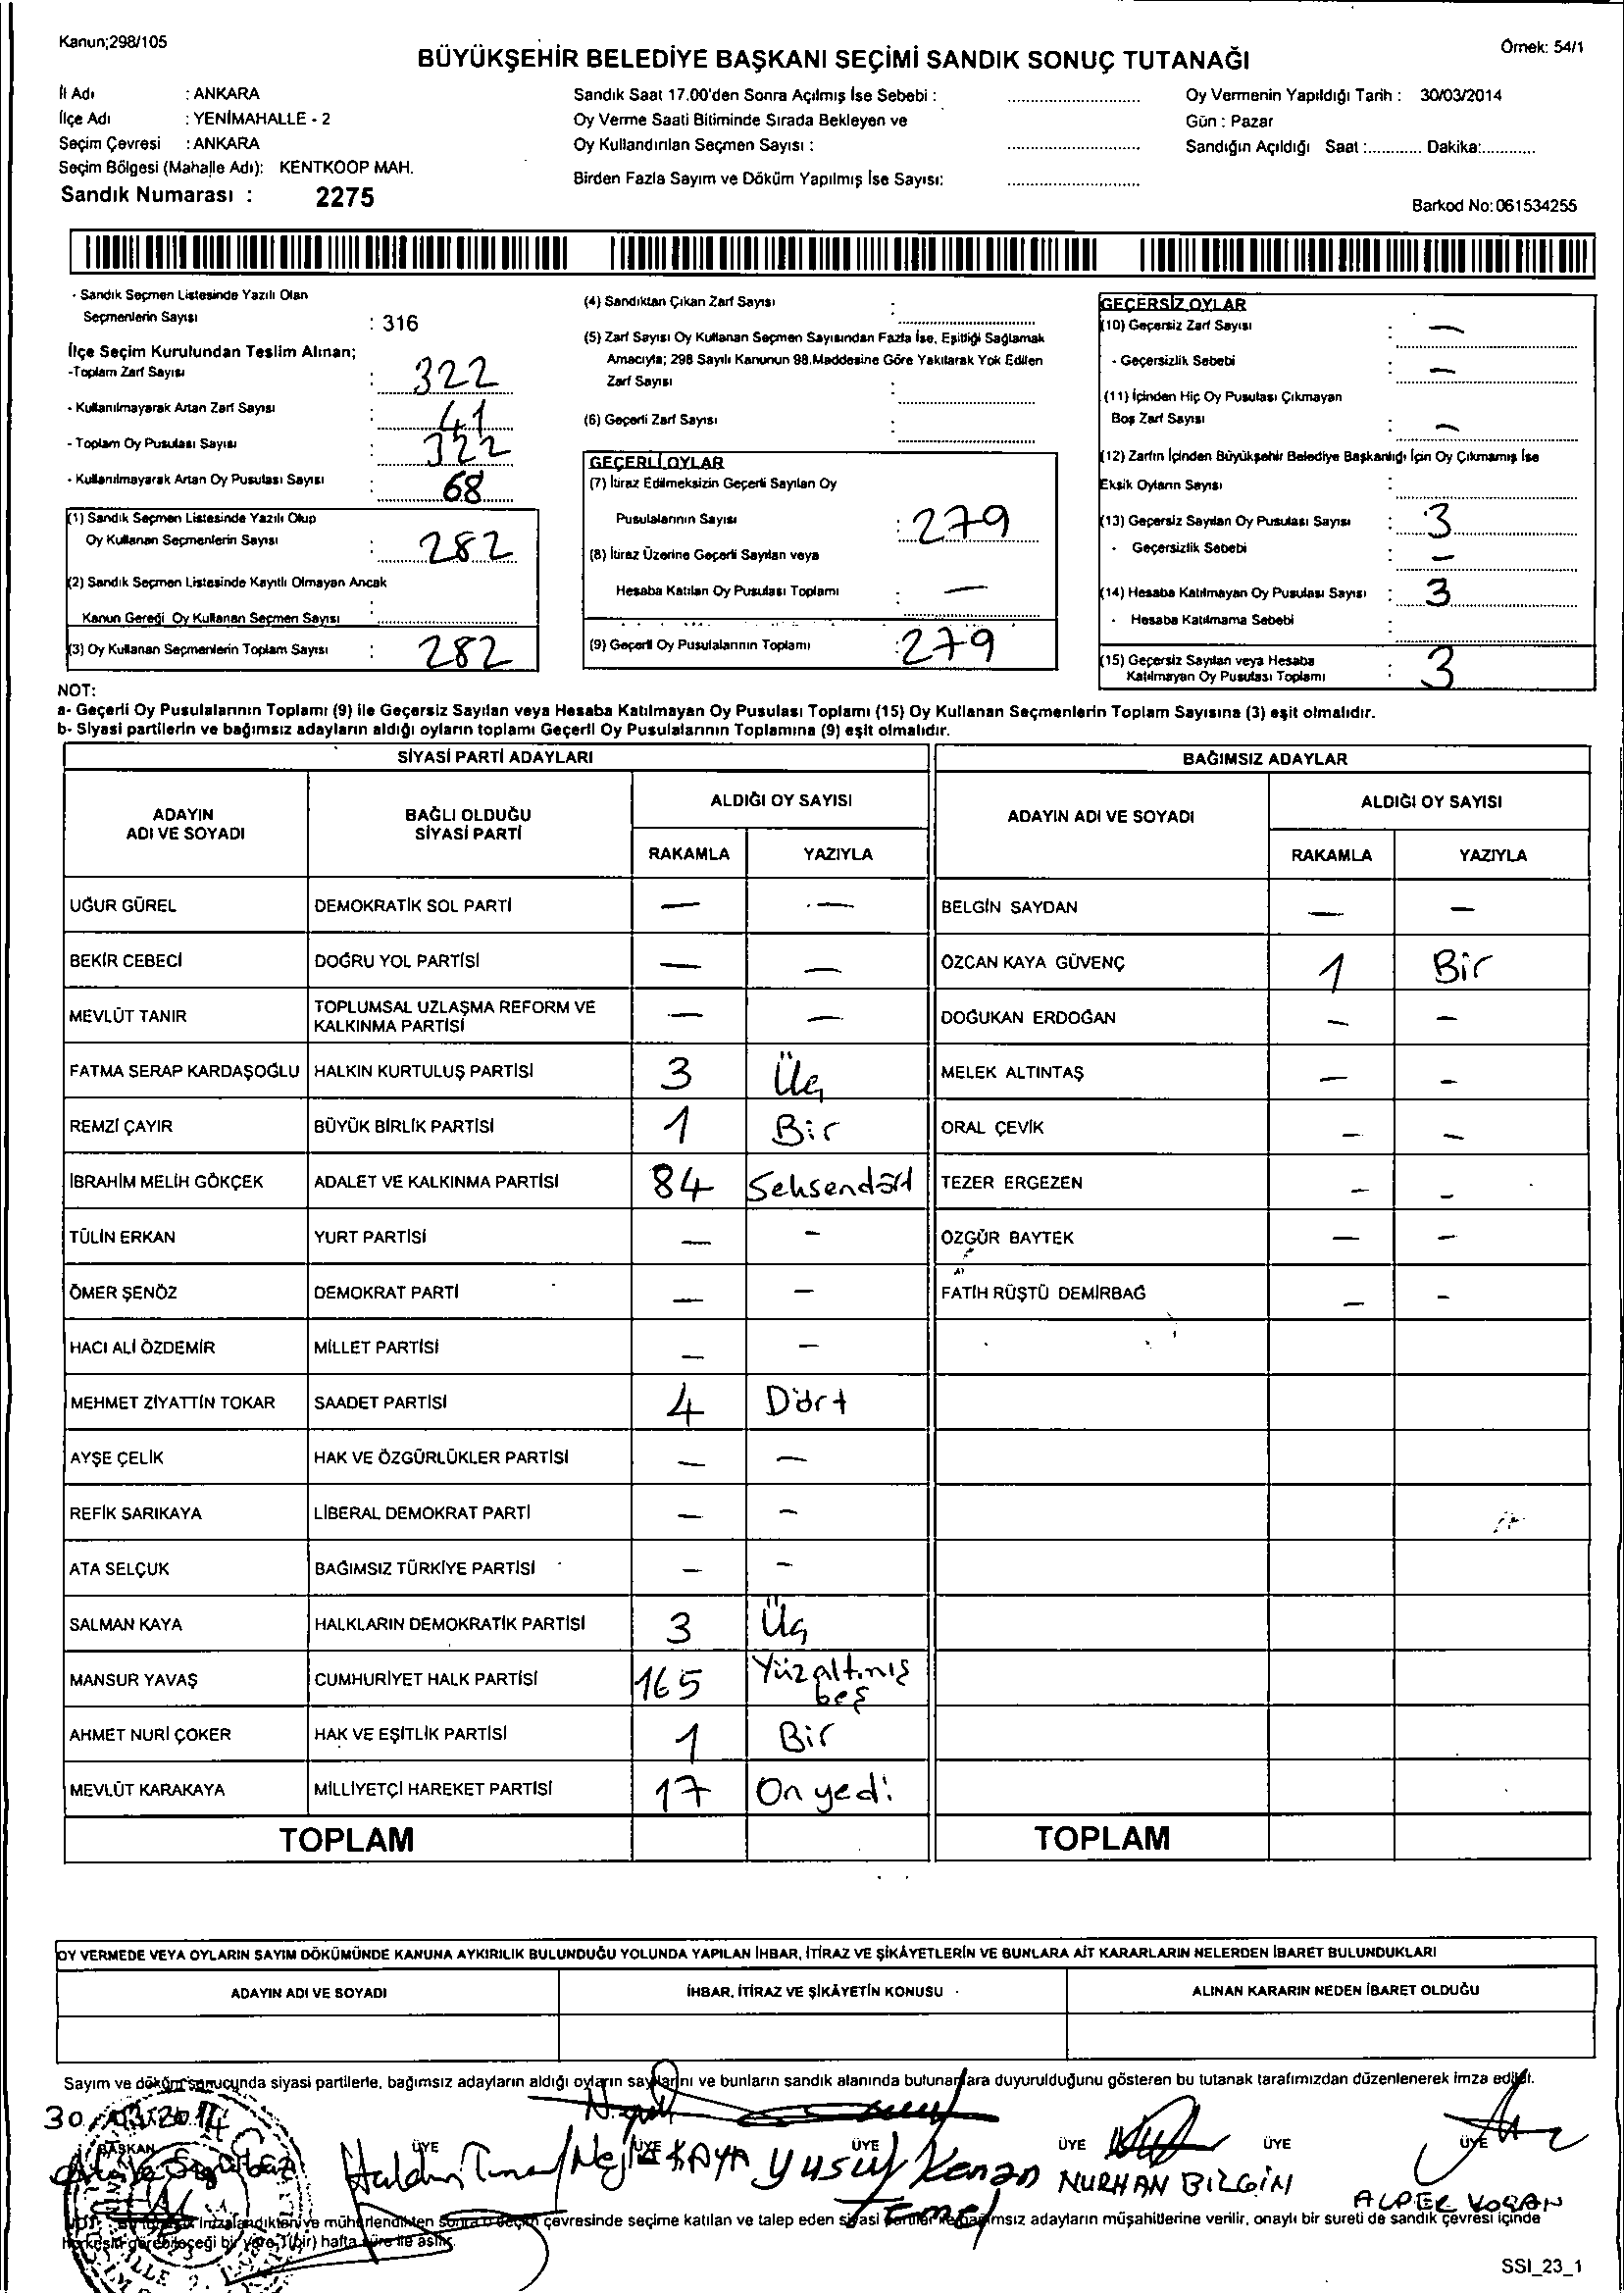 Kanun;298/105
Örnek: 54/1
BÜYÜKŞEHİR BELEDİYE BAŞKANI SEÇİMİ SANDIK SONUÇ TUTANAĞI
İl Adı : ANKARA
İlçe Adı : YENİMAHALLE - 2
Seçim Çevresi : ANKARA
Seçim Bölgesi (Mahalle Adı): KENTKOOP MAH.
Sandık Numarası : 2275
Sandık Saat 17.00'den Sonra Açılmış İse Sebebi :
Oy Verme Saati Bitiminde Sırada Bekleyen ve
Oy Kullandırılan Seçmen Sayısı :
Birden Fazla Sayım ve Döküm Yapılmış İse Sayısı:
Oy Vermenin Yapıldığı Tarih : 30/03/2014
Gün : Pazar
Sandığın Açıldığı Saat :............ Dakika:............
Barkod No: 061534255
- Sandık Seçmen Listesinde Yazılı Olan
Seçmenlerin Sayısı : 316
İlçe Seçim Kurulundan Teslim Alınan;
-Toplam Zarf Sayısı : 322
- Kullanılmayarak Artan Zarf Sayısı : 41
- Toplam Oy Pusulası Sayısı : 322
- Kullanılmayarak Artan Oy Pusulası Sayısı : 68
(1) Sandık Seçmen Listesinde Yazılı Olup
Oy Kullanan Seçmenlerin Sayısı : 282
(2) Sandık Seçmen Listesinde Kayıtlı Olmayan Ancak
Kanun Gereği Oy Kullanan Seçmen Sayısı :
(3) Oy Kullanan Seçmenlerin Toplam Sayısı : 282
(4) Sandıktan Çıkan Zarf Sayısı :
(5) Zarf Sayısı Oy Kullanan Seçmen Sayısından Fazla İse, Eşitliği Sağlamak
Amacıyla; 298 Sayılı Kanunun 98.Maddesine Göre Yakılarak Yok Edilen
Zarf Sayısı :
(6) Geçerli Zarf Sayısı :
GEÇERLİ OYLAR
(7) İtiraz Edilmeksizin Geçerli Sayılan Oy
Pusulalarının Sayısı : 279
(8) İtiraz Üzerine Geçerli Sayılan veya
Hesaba Katılan Oy Pusulası Toplamı : —
(9) Geçerli Oy Pusulalarının Toplamı : 279
GEÇERSİZ OYLAR
(10) Geçersiz Zarf Sayısı : —
- Geçersizlik Sebebi : —
(11) İçinden Hiç Oy Pusulası Çıkmayan
Boş Zarf Sayısı : —
(12) Zarfın İçinden Büyükşehir Belediye Başkanlığı İçin Oy Çıkmamış İse
Eksik Oyların Sayısı :
(13) Geçersiz Sayılan Oy Pusulası Sayısı : 3
- Geçersizlik Sebebi : —
(14) Hesaba Katılmayan Oy Pusulası Sayısı : 3
- Hesaba Katılmama Sebebi :
(15) Geçersiz Sayılan veya Hesaba
Katılmayan Oy Pusulası Toplamı : 3
NOT:
a- Geçerli Oy Pusulalarının Toplamı (9) ile Geçersiz Sayılan veya Hesaba Katılmayan Oy Pusulası Toplamı (15) Oy Kullanan Seçmenlerin Toplam Sayısına (3) eşit olmalıdır.
b- Siyasi partilerin ve bağımsız adayların aldığı oyların toplamı Geçerli Oy Pusulalarının Toplamına (9) eşit olmalıdır.
SİYASİ PARTİ ADAYLARI
BAĞIMSIZ ADAYLAR
ADAYIN
ADI VE SOYADI
BAĞLI OLDUĞU
SİYASİ PARTİ
ALDIĞI OY SAYISI
RAKAMLA YAZIYLA
ADAYIN ADI VE SOYADI
ALDIĞI OY SAYISI
RAKAMLA YAZIYLA
UĞUR GÜREL DEMOKRATİK SOL PARTİ — — BELGİN SAYDAN — —
BEKİR CEBECİ DOĞRU YOL PARTİSİ — — ÖZCAN KAYA GÜVENÇ 1 Bir
MEVLÜT TANIR TOPLUMSAL UZLAŞMA REFORM VE
KALKINMA PARTİSİ — — DOĞUKAN ERDOĞAN — —
FATMA SERAP KARDAŞOĞLU HALKIN KURTULUŞ PARTİSİ 3 Üç MELEK ALTINTAŞ — —
REMZİ ÇAYIR BÜYÜK BİRLİK PARTİSİ 1 Bir ORAL ÇEVİK — —
İBRAHİM MELİH GÖKÇEK ADALET VE KALKINMA PARTİSİ 84 Seksendört TEZER ERGEZEN — —
TÜLİN ERKAN YURT PARTİSİ — — ÖZGÜR BAYTEK — —
ÖMER ŞENÖZ DEMOKRAT PARTİ — — FATİH RÜŞTÜ DEMİRBAĞ — —
HACI ALİ ÖZDEMİR MİLLET PARTİSİ — —
MEHMET ZİYATTİN TOKAR SAADET PARTİSİ 4 Dört
AYŞE ÇELİK HAK VE ÖZGÜRLÜKLER PARTİSİ — —
REFİK SARIKAYA LİBERAL DEMOKRAT PARTİ — —
ATA SELÇUK BAĞIMSIZ TÜRKİYE PARTİSİ — —
SALMAN KAYA HALKLARIN DEMOKRATİK PARTİSİ 3 Üç
MANSUR YAVAŞ CUMHURİYET HALK PARTİSİ 165 Yüzaltmış
beş
AHMET NURİ ÇOKER HAK VE EŞİTLİK PARTİSİ 1 Bir
MEVLÜT KARAKAYA MİLLİYETÇİ HAREKET PARTİSİ 17 On yedi
TOPLAM TOPLAM
OY VERMEDE VEYA OYLARIN SAYIM DÖKÜMÜNDE KANUNA AYKIRILIK BULUNDUĞU YOLUNDA YAPILAN İHBAR, İTİRAZ VE ŞİKÂYETLERİN VE BUNLARA AİT KARARLARIN NELERDEN İBARET BULUNDUKLARI
ADAYIN ADI VE SOYADI İHBAR, İTİRAZ VE ŞİKÂYETİN KONUSU ALINAN KARARIN NEDEN İBARET OLDUĞU
Sayım ve döküm sonucunda siyasi partilerle, bağımsız adayların aldığı oyların sayılarını ve bunların sandık alanında bulunanlara duyurulduğunu gösteren bu tutanak tarafımızdan düzenlenerek imza edildi.
30/03/2014
BAŞKAN ÜYE ÜYE ÜYE ÜYE ÜYE ÜYE
KAYA Yusuf Kenan
Temel
NURHAN BİLGİN
ALPER
imzalandıktan ve mühürlendikten sonra o seçim çevresinde seçime katılan ve talep eden siyasi partiler ve bağımsız adayların müşahitlerine verilir, onaylı bir sureti de sandık çevresi içinde
herkesin görebileceği bir yere 1(bir) hafta süre ile asılır.
SSI_23_1